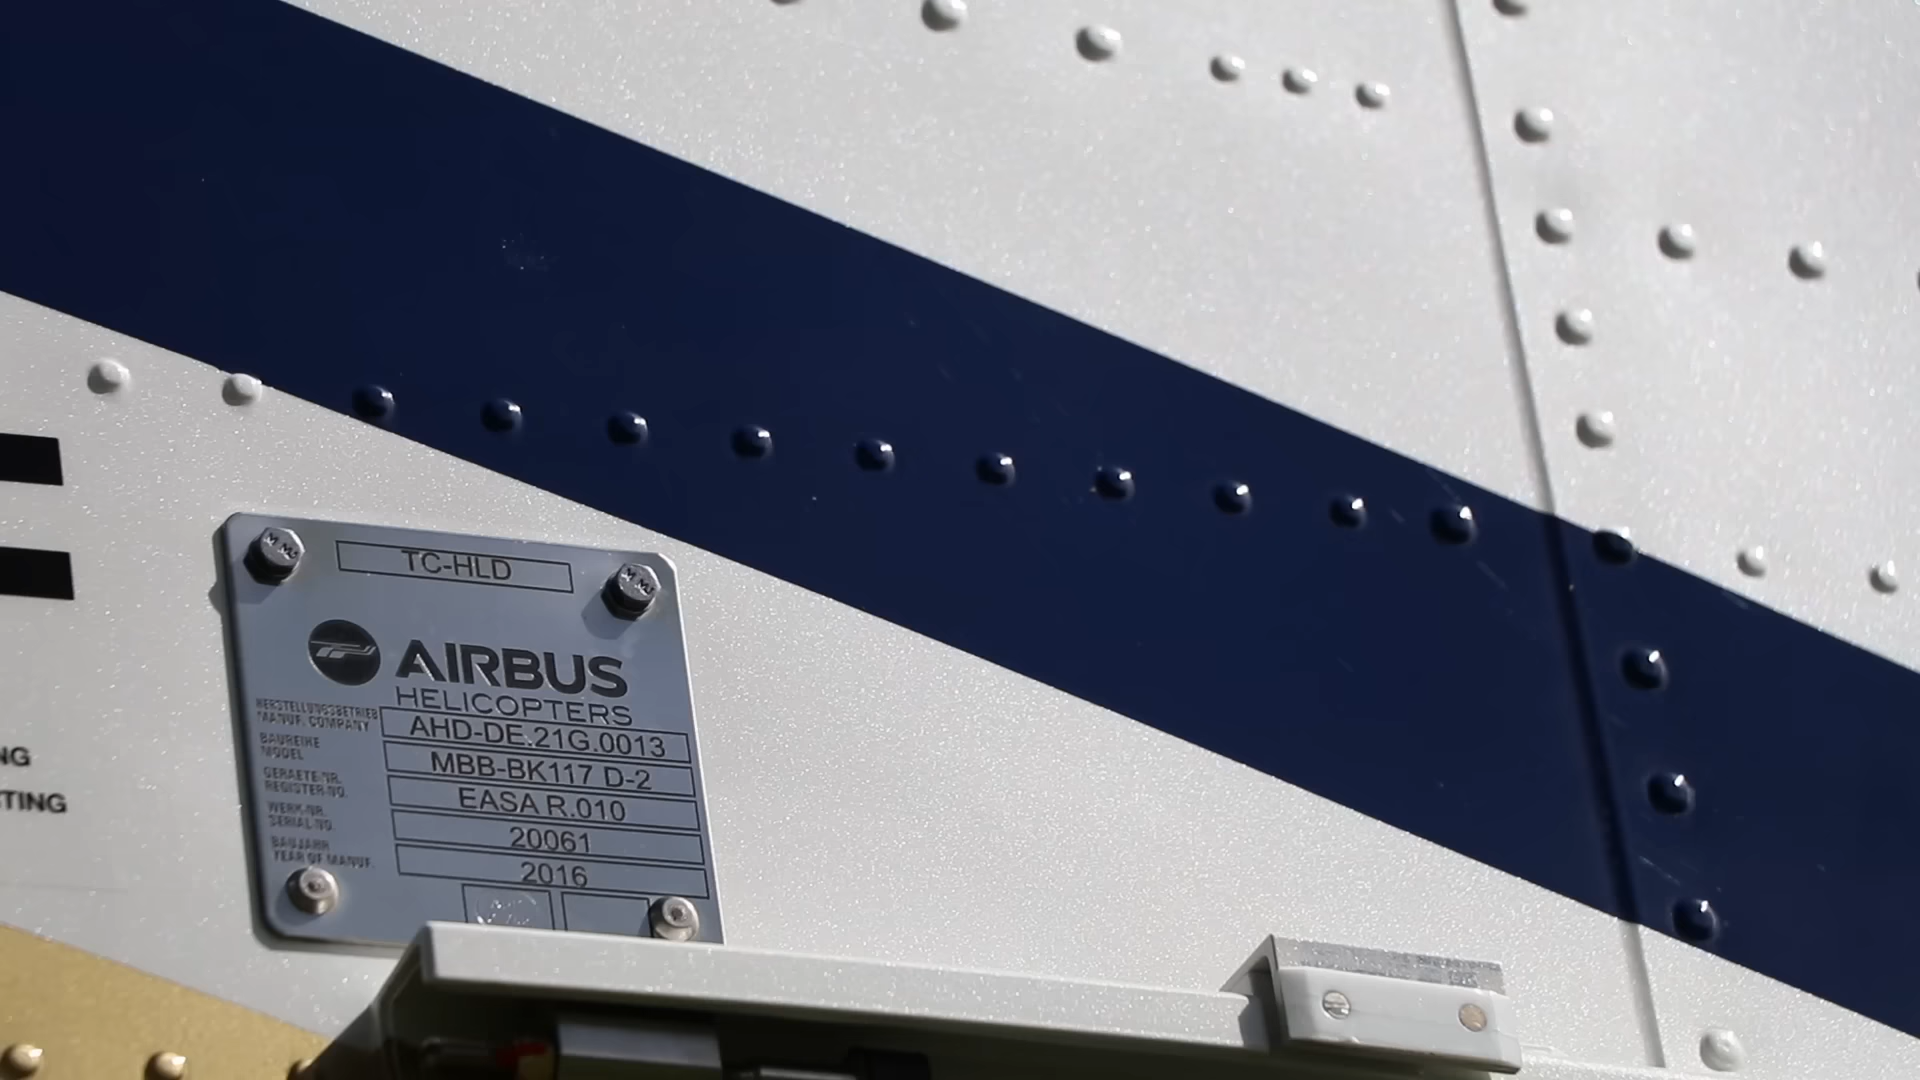 TC-HLD
AIRBUS
HELICOPTERS
HERSTELLUNGSBETRIEB
MANUF. COMPANY
AHD-DE.21G.0013
BAUREIHE
MODEL
MBB-BK117 D-2
GERAETE-NR.
REGISTER-NO.
EASA R.010
WERK-NR.
SERIAL-NO.
20061
BAUJAHR
YEAR OF MANUF.
2016
NG
STING